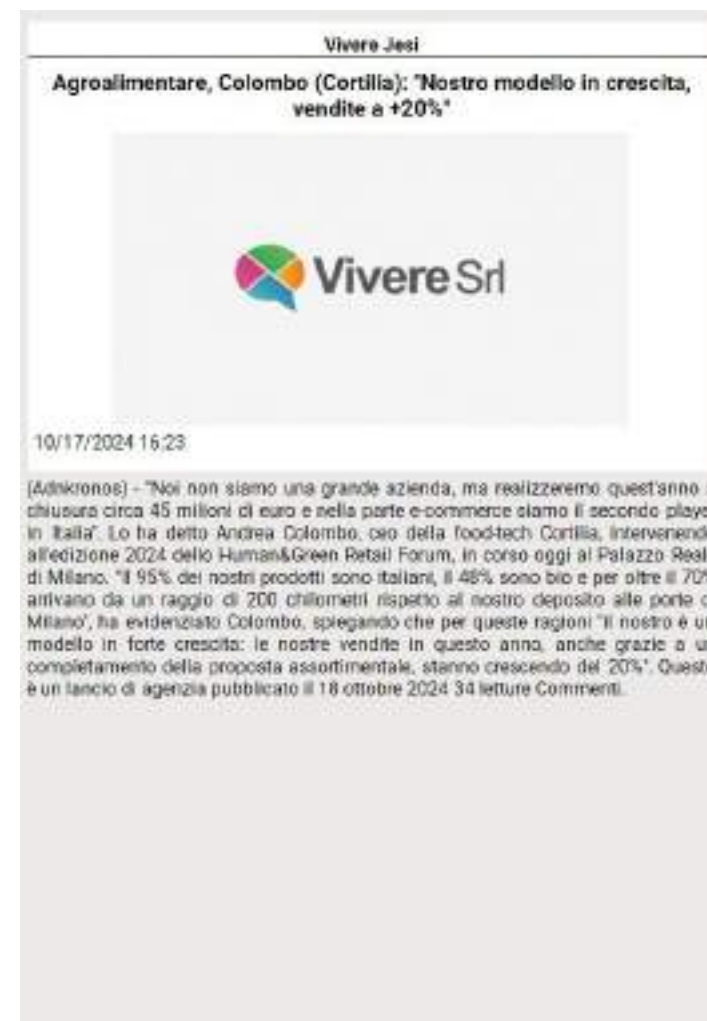 Vivere Jesi
Agroalimentare, Colombo (Cortilia): "Nostro modello in crescita,
vendite a +20%"
Vivere Srl
10/17/2024 16:23
(Adnkronos) - "Noi non siamo una grande azienda, ma realizzeremo quest'anno
chiusura circa 45 milioni di euro e nella parte e-commerce siamo il secondo playe
in Italia". Lo ha detto Andrea Colombo, ceo della food-tech Cortilia, intervenend
all'edizione 2024 dello Human&Green Retail Forum, in corso oggi al Palazzo Real
di Milano. "Il 95% dei nostri prodotti sono italiani, il 48% sono bio e per oltre il 70%
arrivano da un raggio di 200 chilometri rispetto al nostro deposito alle porte d
Milano", ha evidenziato Colombo, spiegando che per queste ragioni "il nostro è un
modello in forte crescita: le nostre vendite in questo anno, anche grazie a un
completamento della proposta assortimentale, stanno crescendo del 20%". Quest
è un lancio di agenzia pubblicato il 18 ottobre 2024 34 letture Commenti.